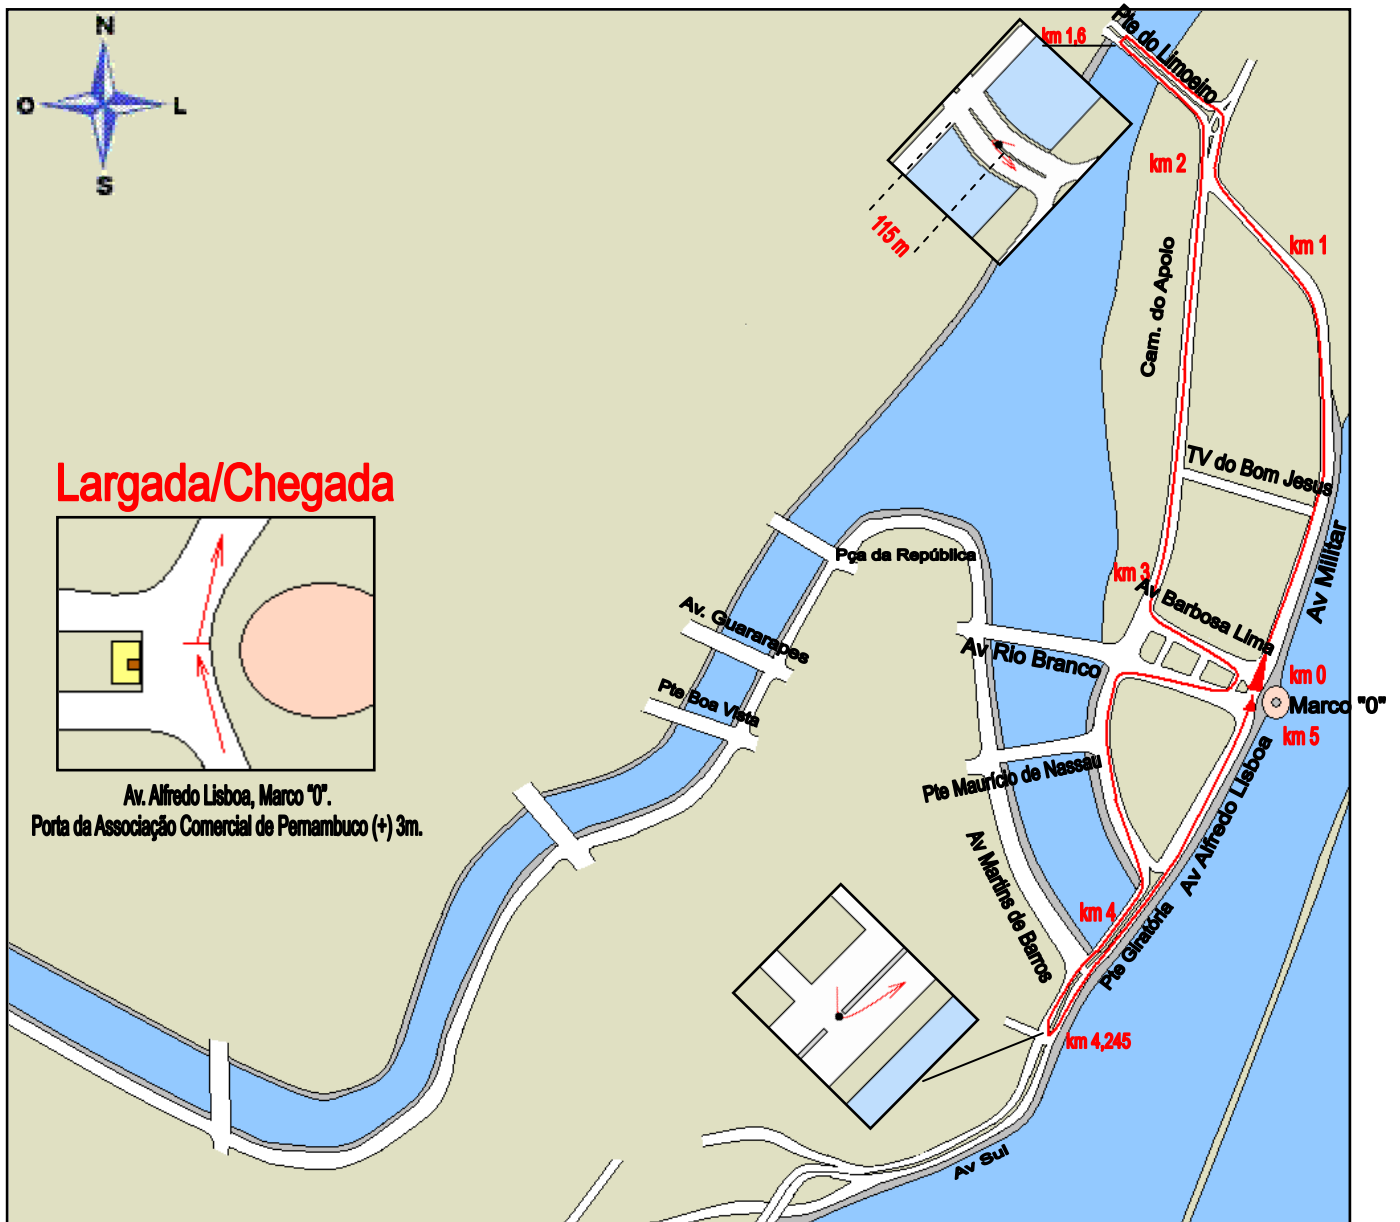 N
O
L
S
km 1,6
Pte do Limoeiro
km 2
115 m
km 1
Cam. do Apoio
Largada/Chegada
TV do Bom Jesus
Av Militar
Pça da República
km 3
Av Barbosa Lima
Av. Guararapes
Av Rio Branco
km 0
Pte Boa Vista
Marco "0"
km 5
Pte Maurício de Nassau
Av. Alfredo Lisboa, Marco "0".
Porta da Associação Comercial de Pernambuco (+) 3m.
Av Alfredo Lisboa
Av Martins de Barros
km 4
Pte Giratória
km 4,245
Av Sul